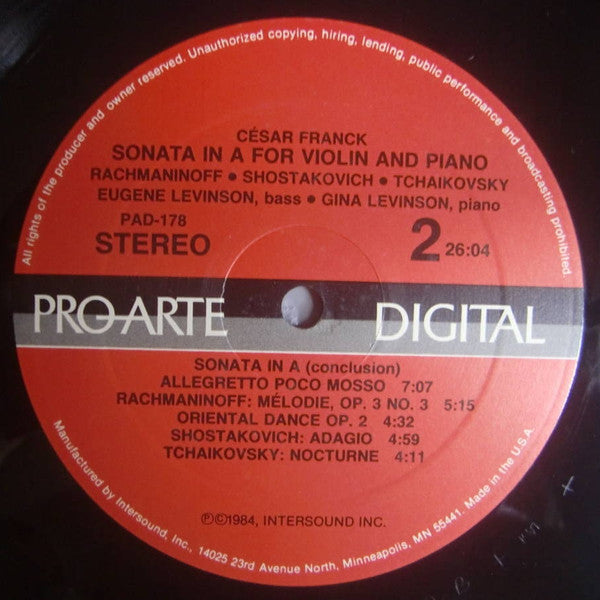 All rights of the producer and owner reserved. Unauthorized copying, hiring, lending, public performance and broadcasting prohibited.
CÉSAR FRANCK
SONATA IN A FOR VIOLIN AND PIANO
RACHMANINOFF • SHOSTAKOVICH • TCHAIKOVSKY
EUGENE LEVINSON, bass • GINA LEVINSON, piano
PAD-178
STEREO
2 26:04
PRO ARTE DIGITAL
SONATA IN A (conclusion)
ALLEGRETTO POCO MOSSO 7:07
RACHMANINOFF: MÉLODIE, OP. 3 NO. 3 5:15
ORIENTAL DANCE OP. 2 4:32
SHOSTAKOVICH: ADAGIO 4:59
TCHAIKOVSKY: NOCTURNE 4:11
℗©1984, INTERSOUND INC.
Manufactured by Intersound, Inc., 14025 23rd Avenue North, Minneapolis, MN 55441. Made in the U.S.A.